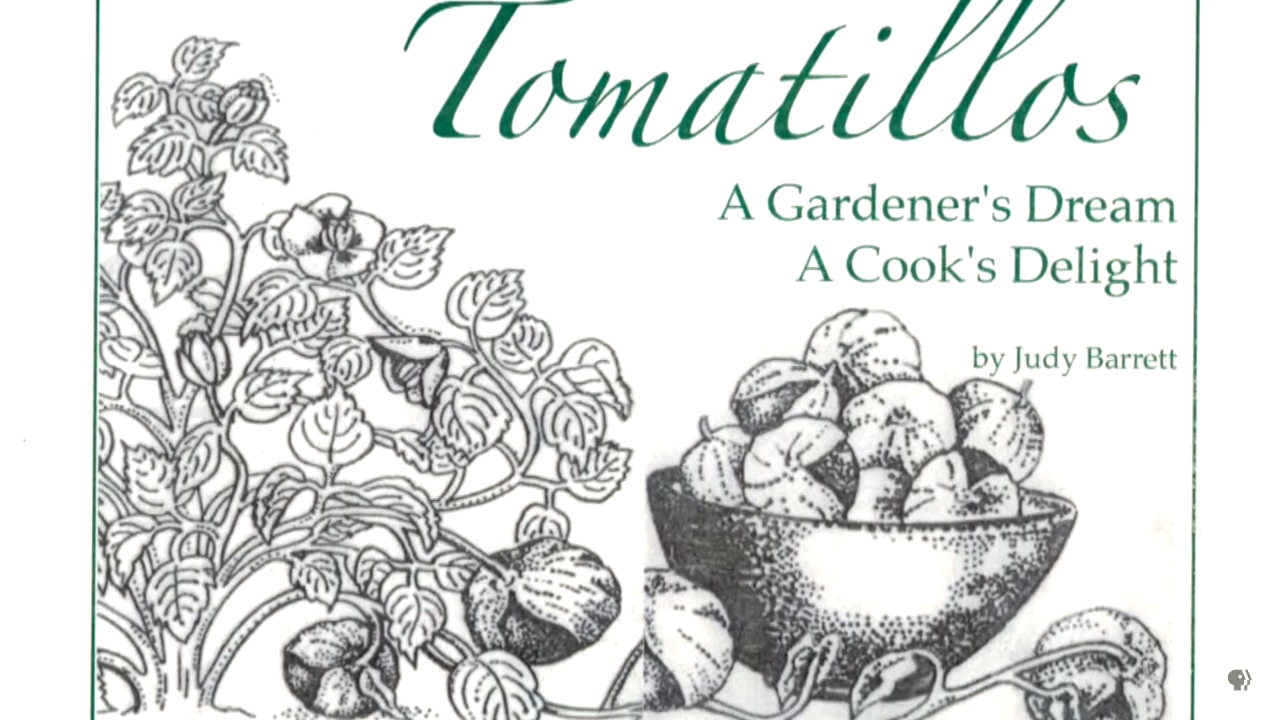 Tomatillos
A Gardener's Dream
A Cook's Delight
by Judy Barrett